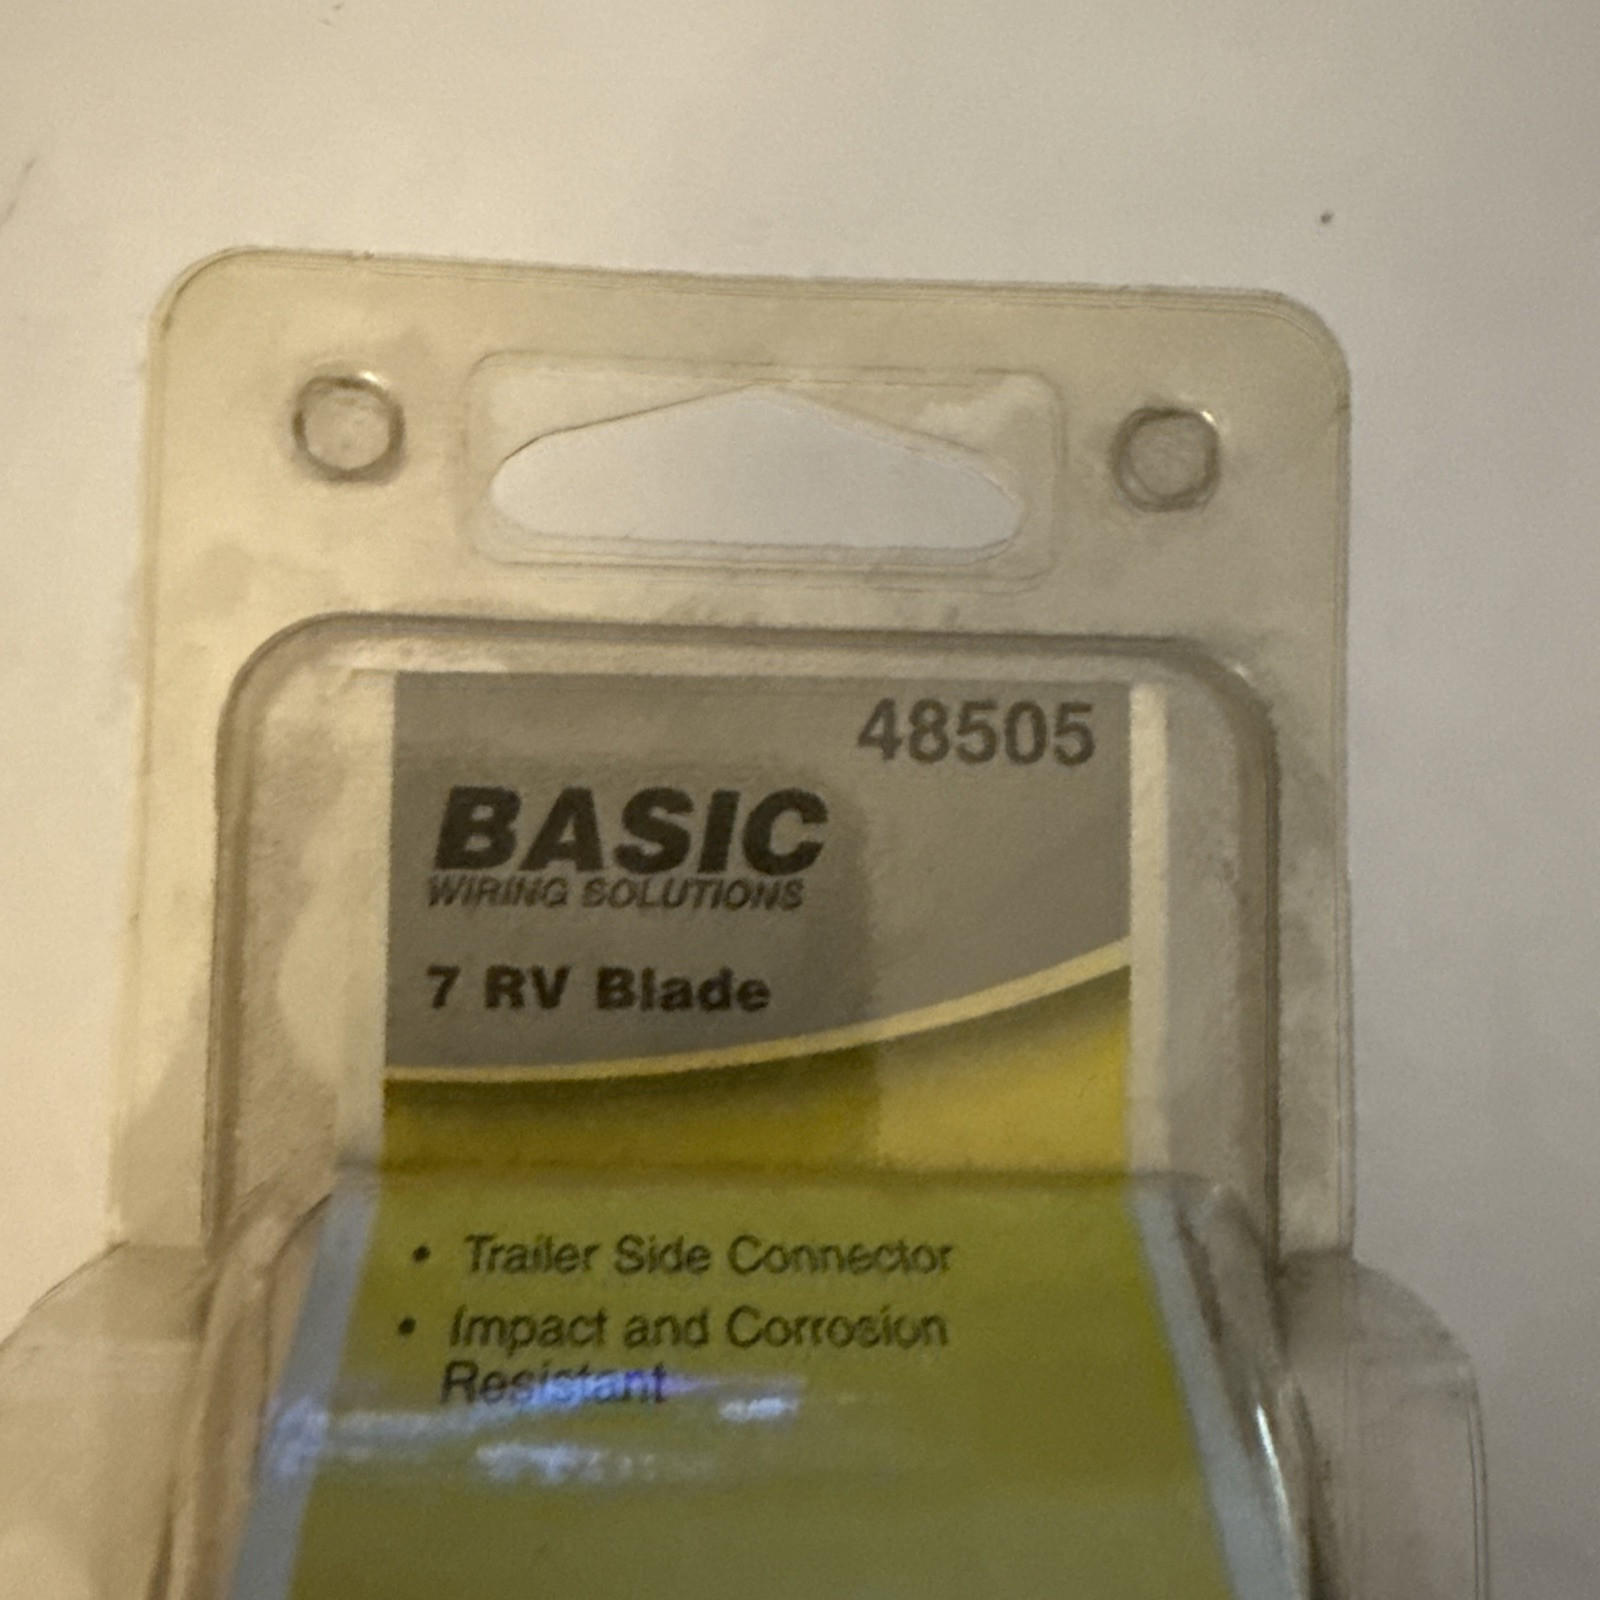 48505
BASIC
WIRING SOLUTIONS
7 RV Blade
• Trailer Side Connector
• Impact and Corrosion
Resistant